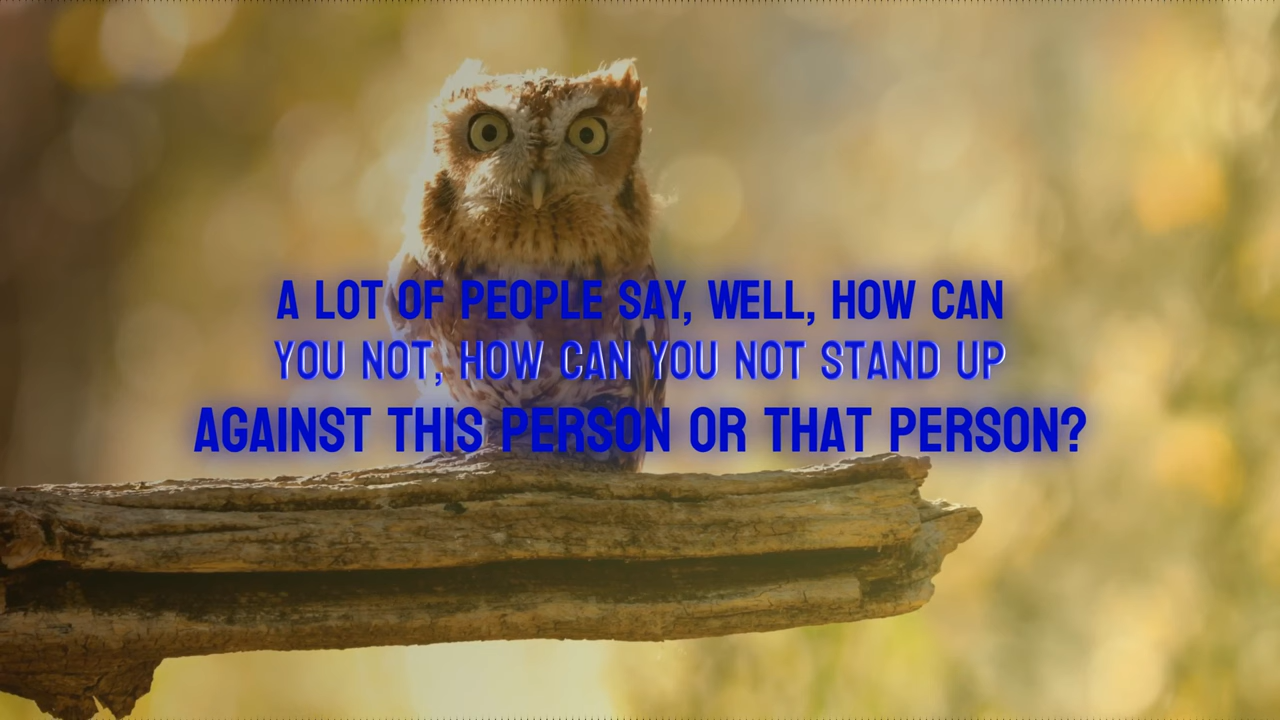 A LOT OF PEOPLE SAY, WELL, HOW CAN
YOU NOT, HOW CAN YOU NOT STAND UP
AGAINST THIS PERSON OR THAT PERSON?